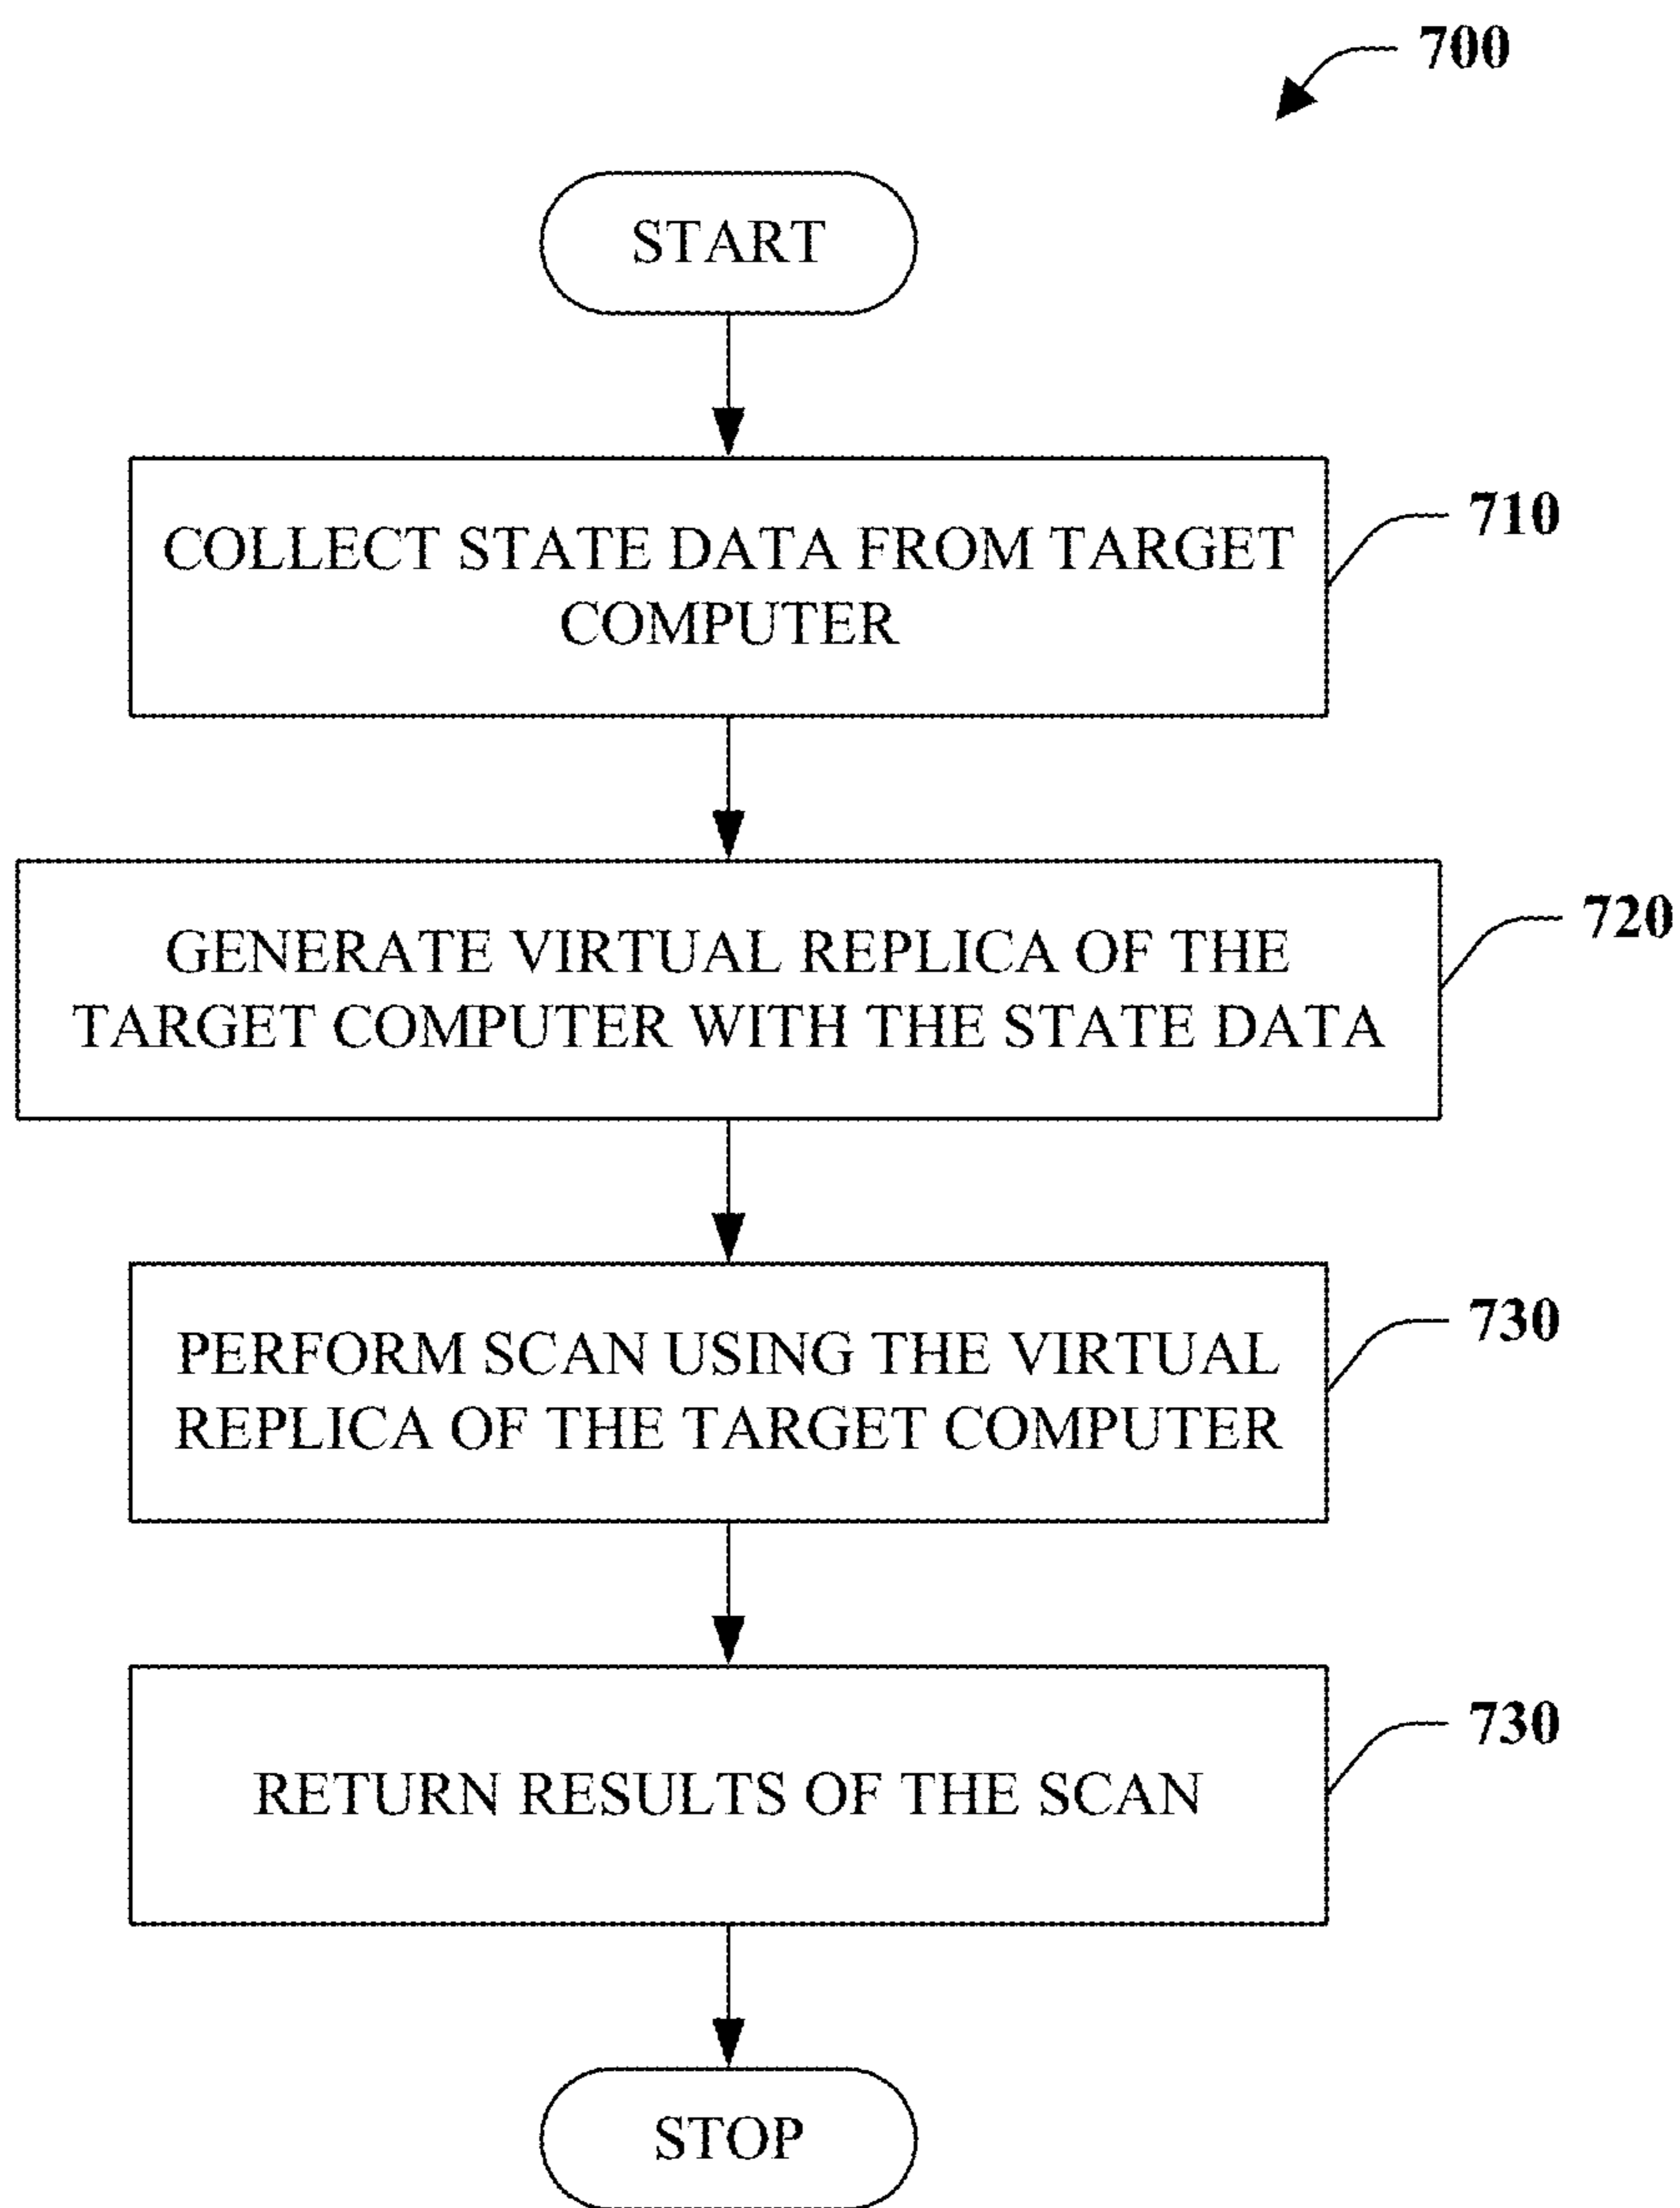 700
START
COLLECT STATE DATA FROM TARGET
COMPUTER
710
GENERATE VIRTUAL REPLICA OF THE
TARGET COMPUTER WITH THE STATE DATA
720
PERFORM SCAN USING THE VIRTUAL
REPLICA OF THE TARGET COMPUTER
730
RETURN RESULTS OF THE SCAN
730
STOP